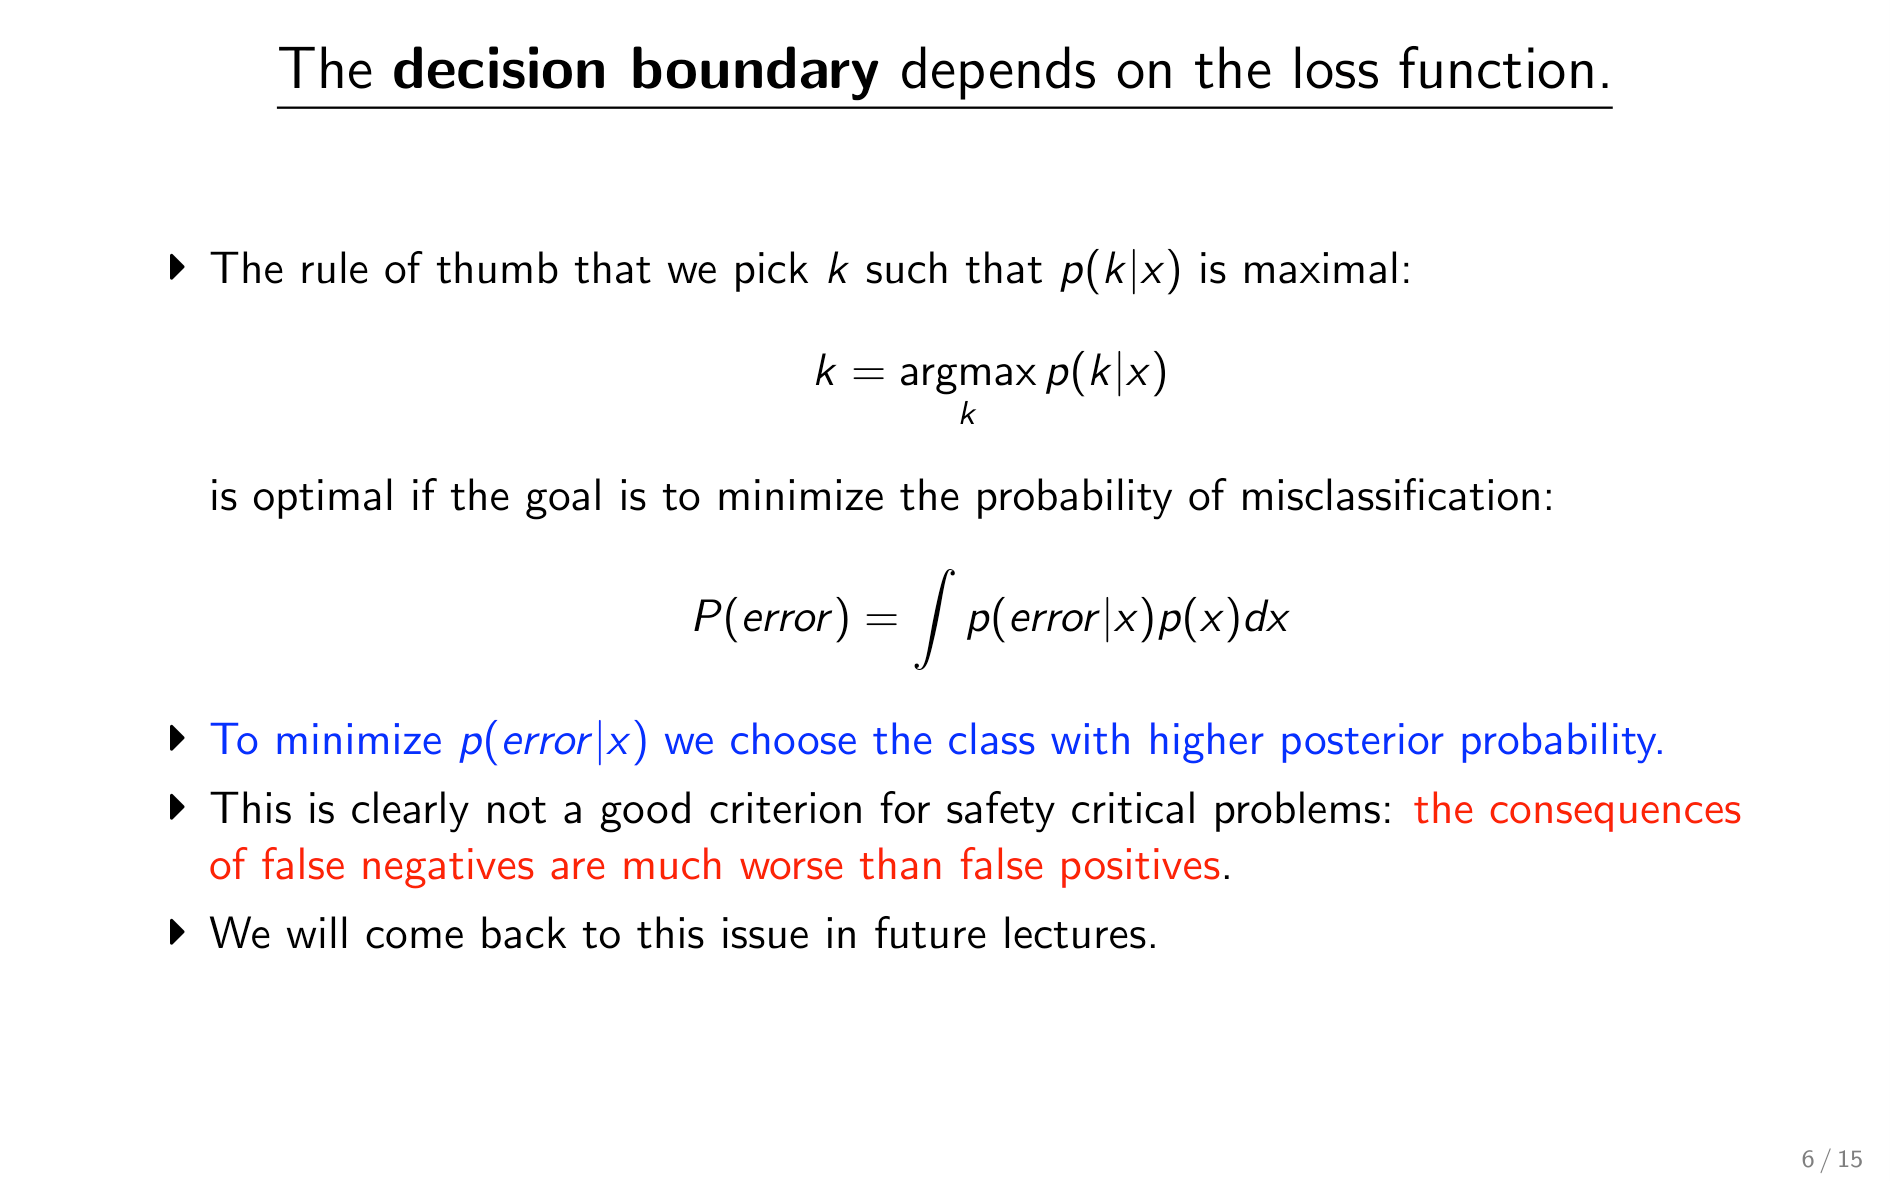 The decision boundary depends on the loss function.
The rule of thumb that we pick k such that p(k|x) is maximal:
k = argmax p(k|x)
k
is optimal if the goal is to minimize the probability of misclassification:
P(error) = ∫ p(error|x)p(x)dx
To minimize p(error|x) we choose the class with higher posterior probability.
This is clearly not a good criterion for safety critical problems: the consequences
of false negatives are much worse than false positives.
We will come back to this issue in future lectures.
6 / 15